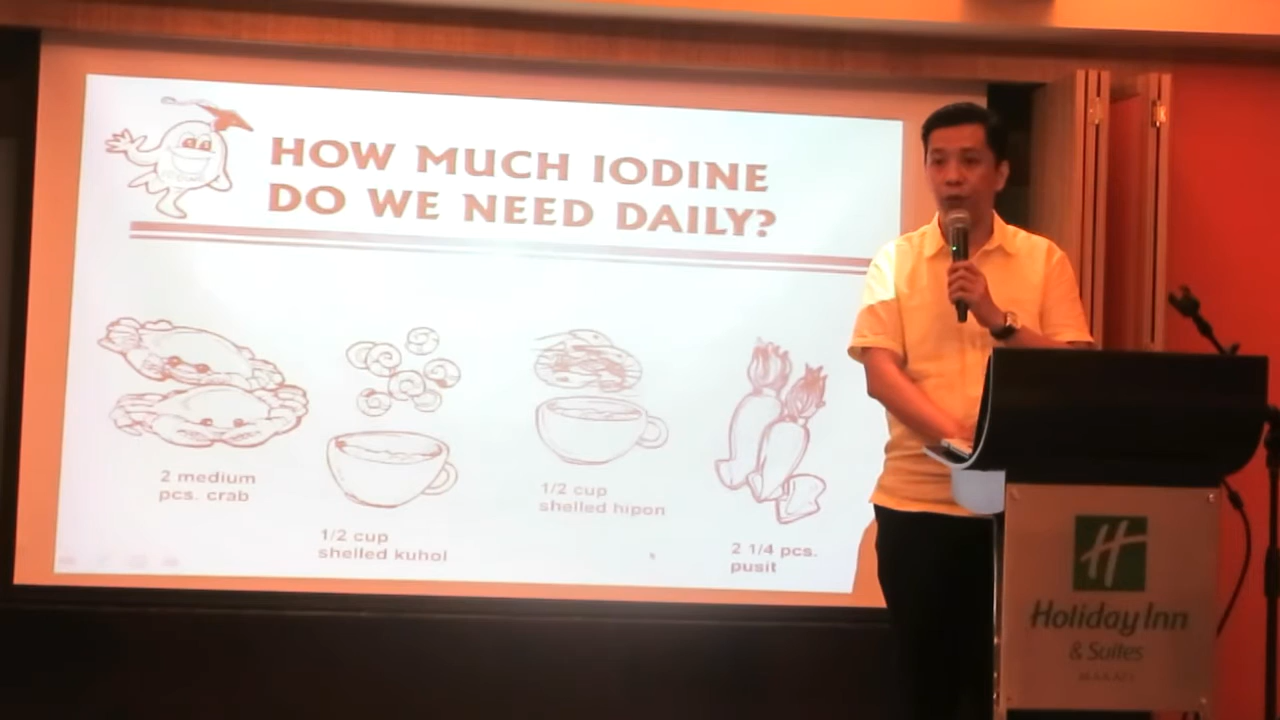 HOW MUCH IODINE
DO WE NEED DAILY?
2 medium
pcs. crab
1/2 cup
shelled kuhol
1/2 cup
shelled hipon
2 1/4 pcs.
pusit
H
Holiday Inn
& Suites
MAKATI